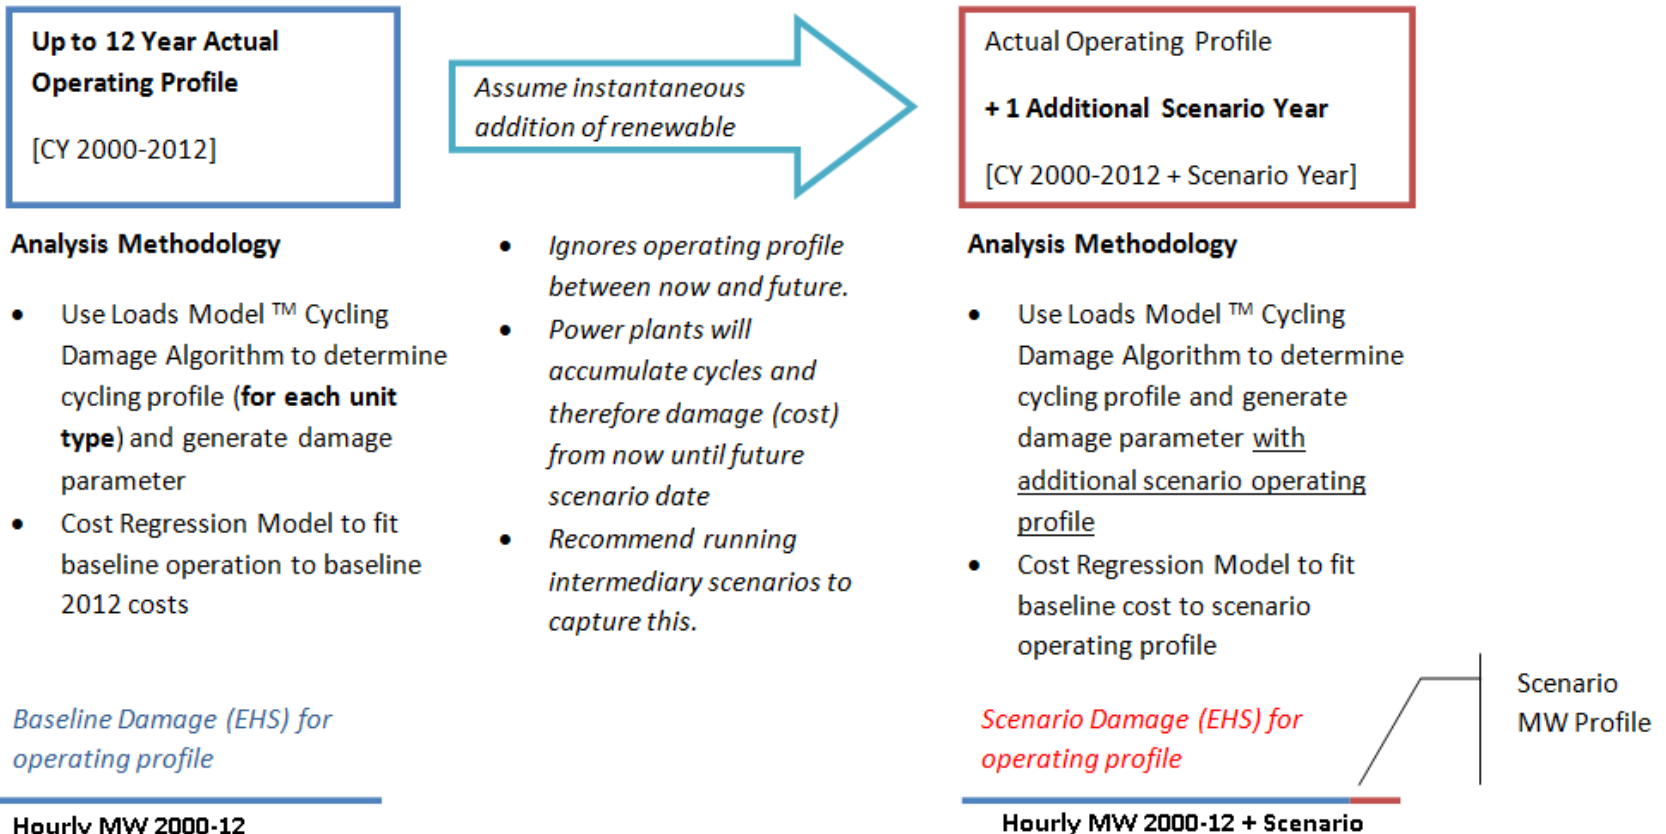 Up to 12 Year Actual
Operating Profile
[CY 2000-2012]
Assume instantaneous
addition of renewable
Actual Operating Profile
+ 1 Additional Scenario Year
[CY 2000-2012 + Scenario Year]
Analysis Methodology
• Use Loads Model ™ Cycling
Damage Algorithm to determine
cycling profile (for each unit
type) and generate damage
parameter
• Cost Regression Model to fit
baseline operation to baseline
2012 costs
• Ignores operating profile
between now and future.
• Power plants will
accumulate cycles and
therefore damage (cost)
from now until future
scenario date
• Recommend running
intermediary scenarios to
capture this.
Analysis Methodology
• Use Loads Model ™ Cycling
Damage Algorithm to determine
cycling profile and generate
damage parameter with
additional scenario operating
profile
• Cost Regression Model to fit
baseline cost to scenario
operating profile
Baseline Damage (EHS) for
operating profile
Hourly MW 2000-12
Scenario Damage (EHS) for
operating profile
Scenario
MW Profile
Hourly MW 2000-12 + Scenario